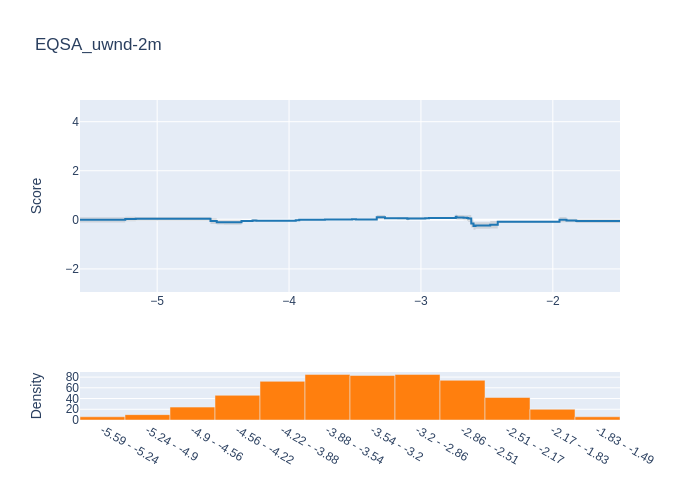 EQSA_uwnd-2m
Score
4
2
0
−2
−5
−4
−3
−2
Density
80
60
40
20
0
-5.59 - -5.24
-5.24 - -4.9
-4.9 - -4.56
-4.56 - -4.22
-4.22 - -3.88
-3.88 - -3.54
-3.54 - -3.2
-3.2 - -2.86
-2.86 - -2.51
-2.51 - -2.17
-2.17 - -1.83
-1.83 - -1.49